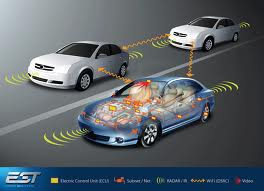 EST
Electric Control Unit (ECU)
Subnet / Net
RADAR / IR
WiFi (DSRC)
Video